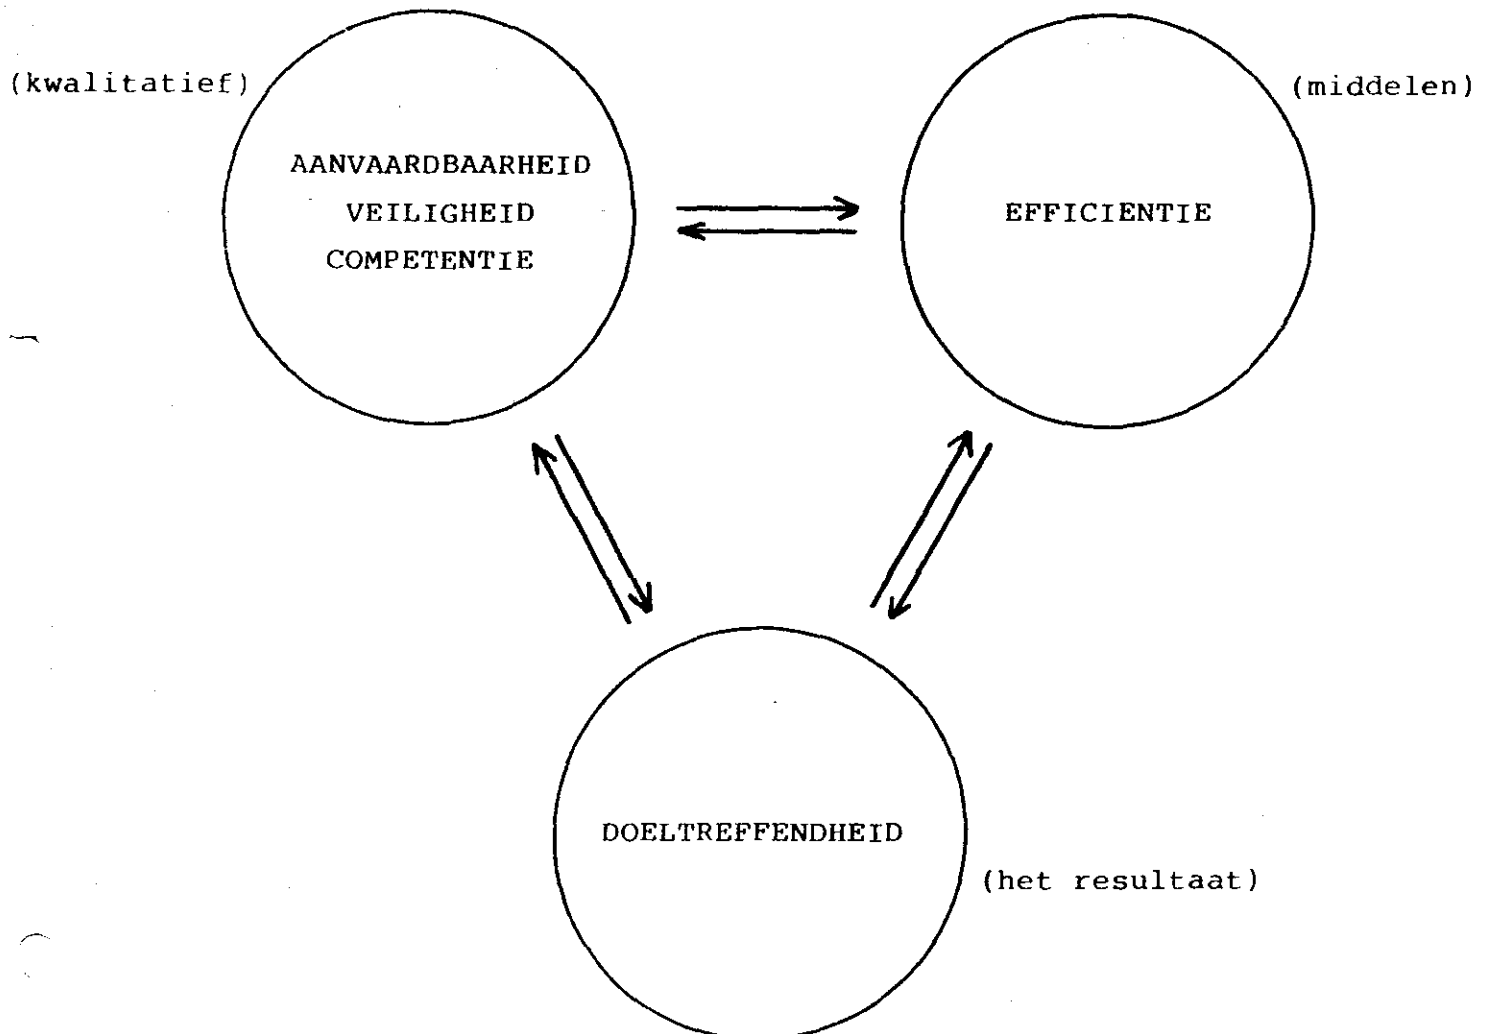 (kwalitatief)
(middelen)
AANVAARDBAARHEID
VEILIGHEID
COMPETENTIE
EFFICIENTIE
DOELTREFFENDHEID
(het resultaat)